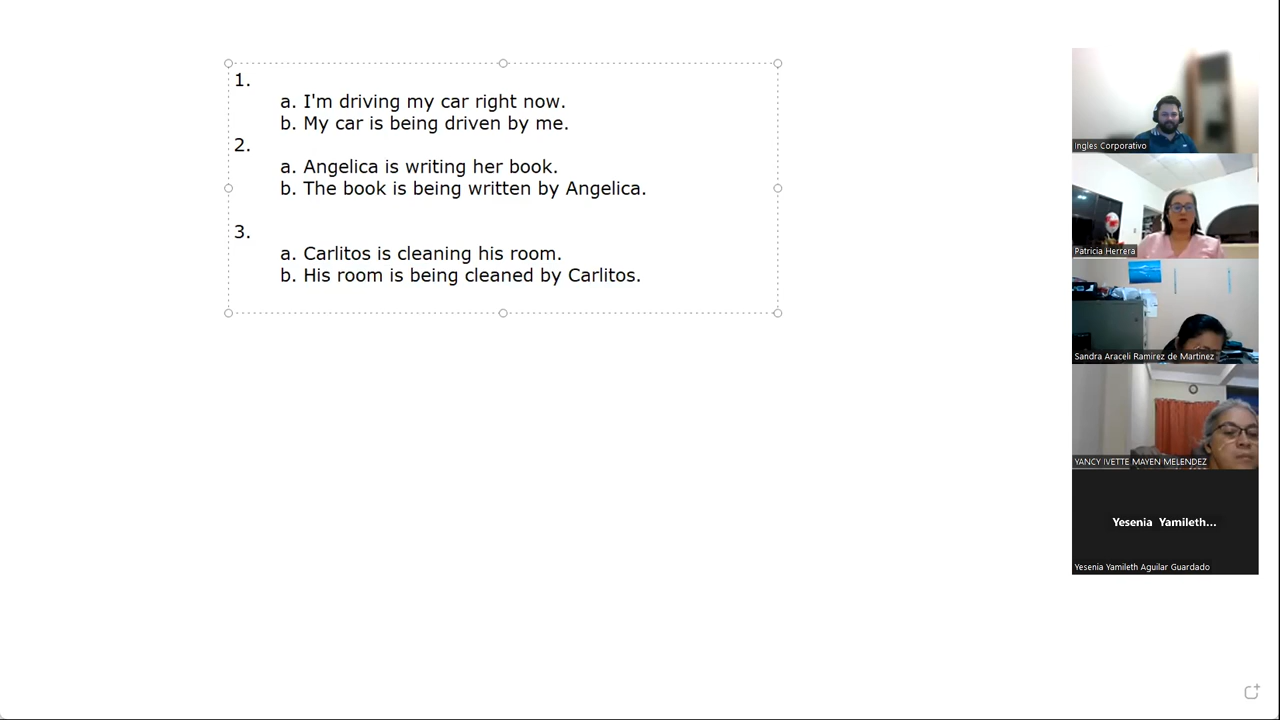 1.
a. I'm driving my car right now.
b. My car is being driven by me.
2.
a. Angelica is writing her book.
b. The book is being written by Angelica.
3.
a. Carlitos is cleaning his room.
b. His room is being cleaned by Carlitos.
Ingles Corporativo
Patricia Herrera
Sandra Araceli Ramirez de Martinez
YANCY IVETTE MAYEN MELENDEZ
Yesenia Yamileth...
Yesenia Yamileth Aguilar Guardado